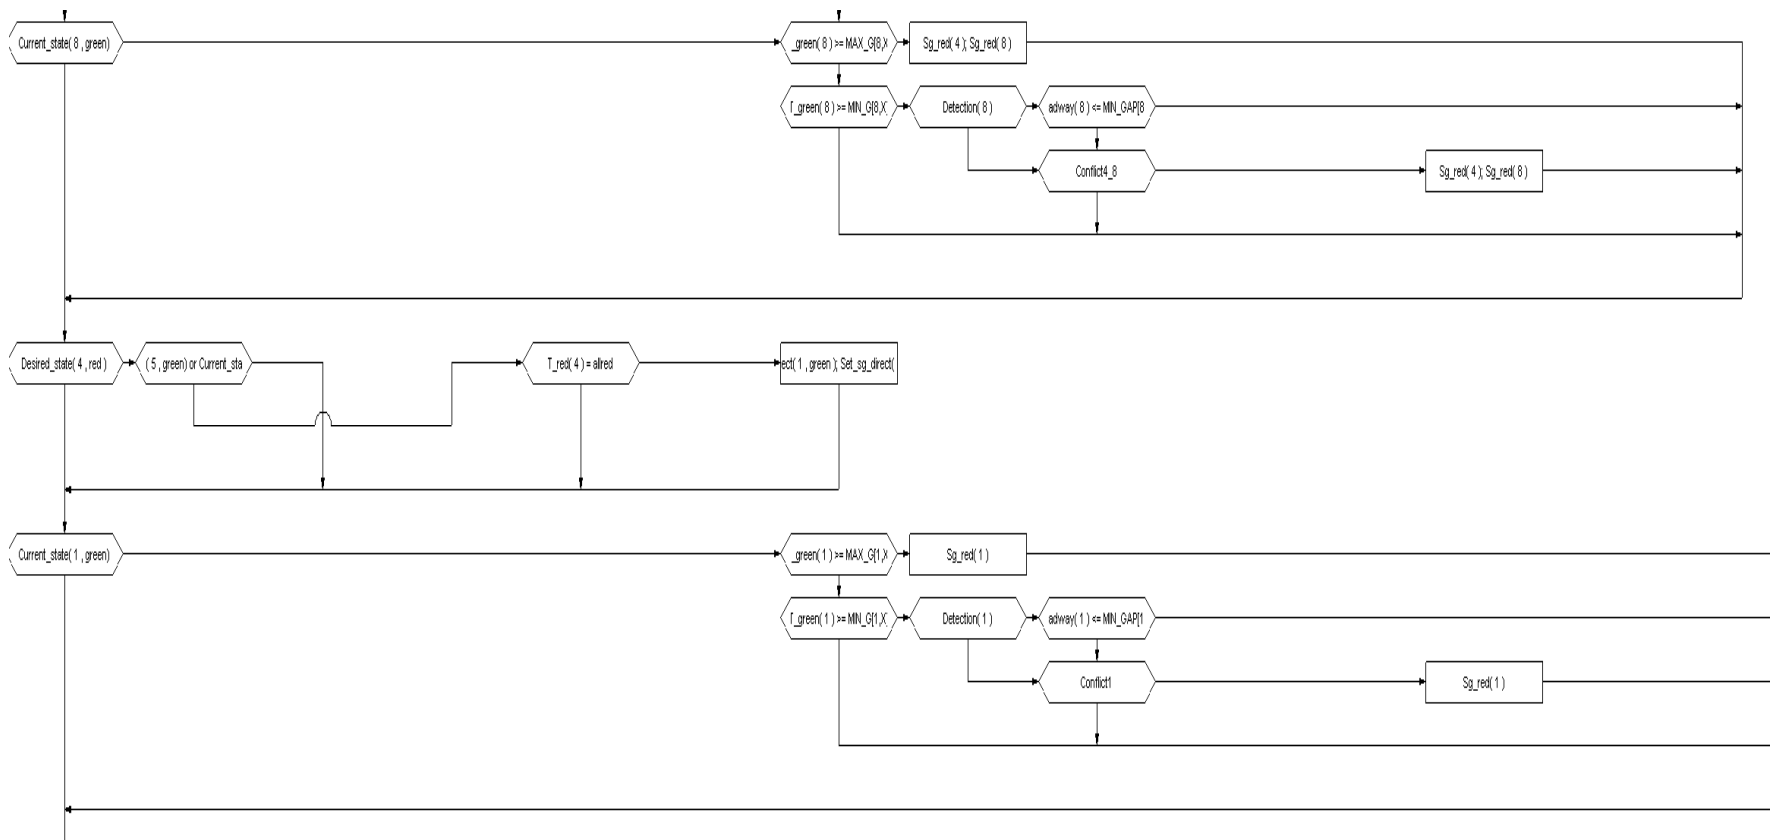 Current_state( 8 , green)
_green( 8 ) >= MAX_G[8,X
Sg_red( 4 ); Sg_red( 8 )
T_green( 8 ) >= MIN_G[8,X]
Detection( 8 )
adway( 8 ) <= MIN_GAP[8
Conflict4_8
Sg_red( 4 ); Sg_red( 8 )
Desired_state( 4 , red )
( 5 , green) or Current_sta
T_red( 4 ) = allred
ect( 1 , green ); Set_sg_direct(
Current_state( 1 , green)
_green( 1 ) >= MAX_G[1,X
Sg_red( 1 )
T_green( 1 ) >= MIN_G[1,X]
Detection( 1 )
adway( 1 ) <= MIN_GAP[1
Conflict1
Sg_red( 1 )